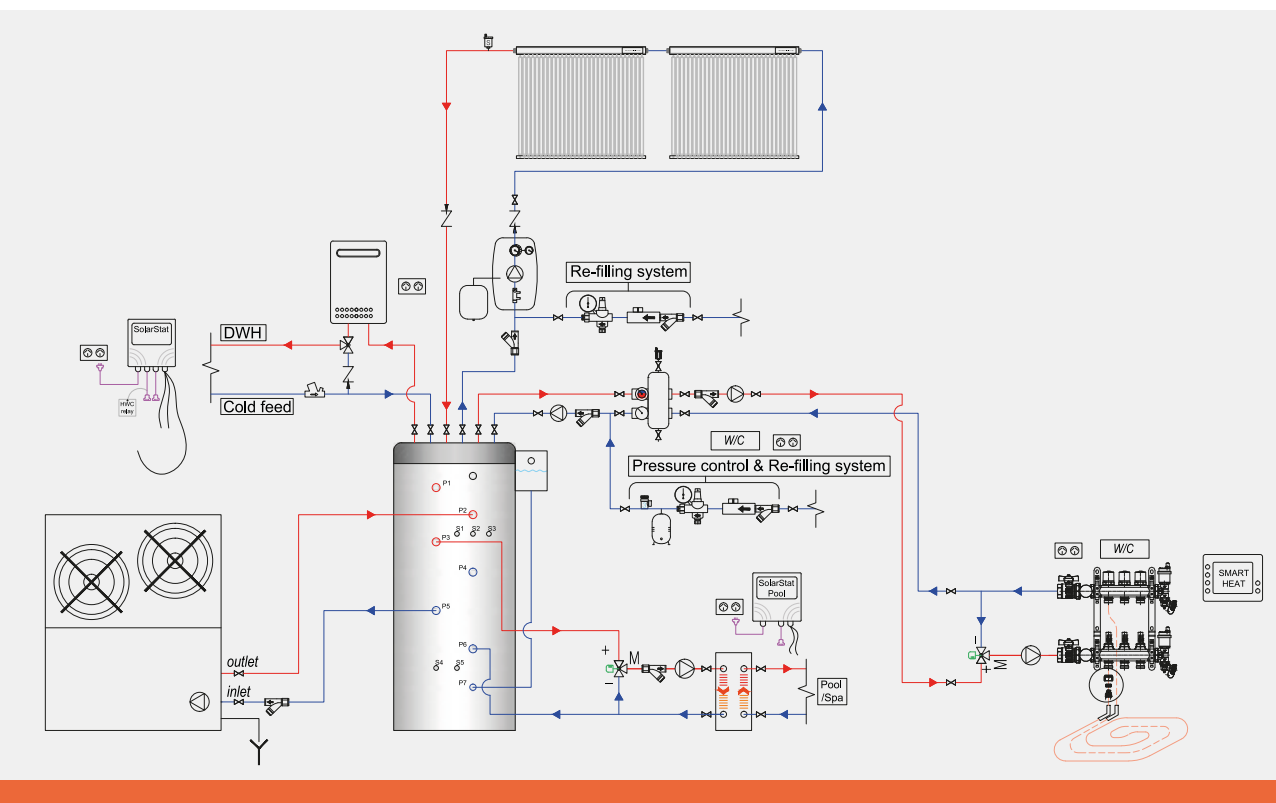 S
Re-filling system
SolarStat
HWC
relay
DWH
Cold feed
W/C
Pressure control & Re-filling system
P1
P2
S1 S2 S3
P3
P4
P5
P6
S4 S5
P7
outlet
inlet
SolarStat
Pool
+
M
−
Pool
/Spa
W/C
SMART
HEAT
−
+
M